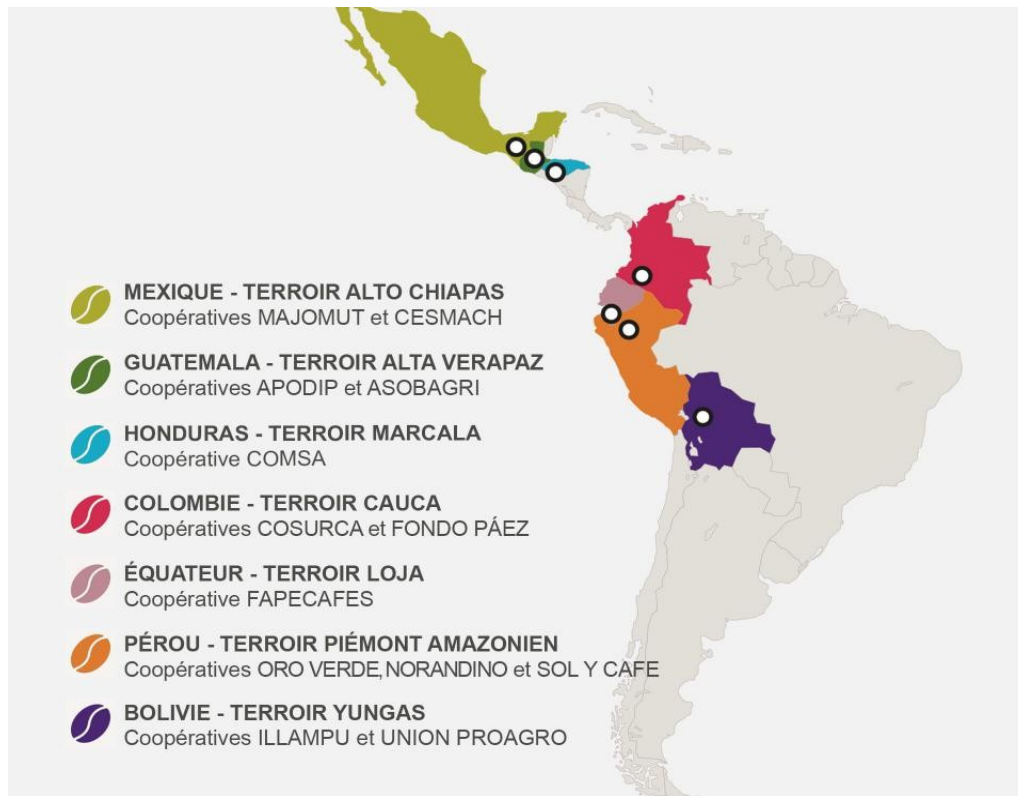 MEXIQUE - TERROIR ALTO CHIAPAS
Coopératives MAJOMUT et CESMACH
GUATEMALA - TERROIR ALTA VERAPAZ
Coopératives APODIP et ASOBAGRI
HONDURAS - TERROIR MARCALA
Coopérative COMSA
COLOMBIE - TERROIR CAUCA
Coopératives COSURCA et FONDO PÁEZ
ÉQUATEUR - TERROIR LOJA
Coopérative FAPECAFES
PÉROU - TERROIR PIÉMONT AMAZONIEN
Coopératives ORO VERDE, NORANDINO et SOL Y CAFE
BOLIVIE - TERROIR YUNGAS
Coopératives ILLAMPU et UNION PROAGRO